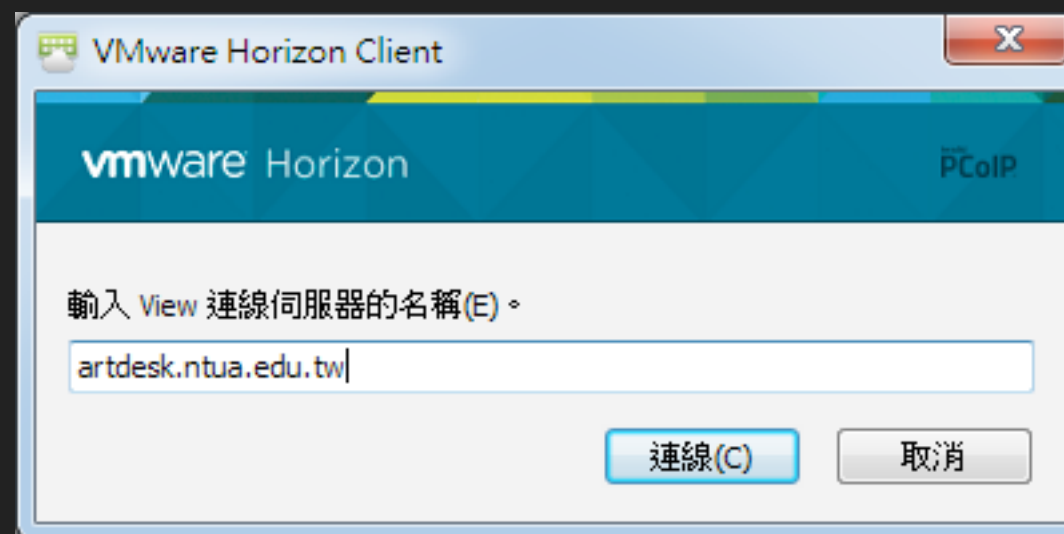 VMware Horizon Client
vmware Horizon
PCoIP
輸入 View 連線伺服器的名稱(E)。
artdesk.ntua.edu.tw
連線(C)
取消